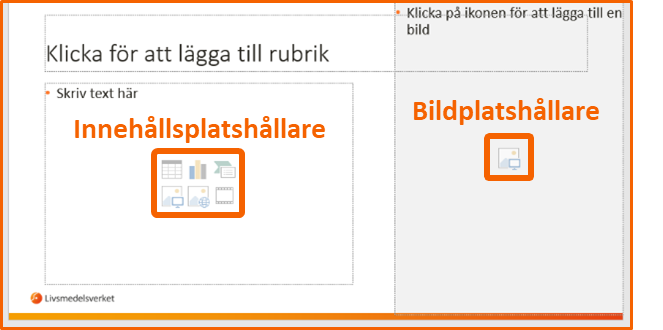 Klicka på ikonen för att lägga till en
bild
Klicka för att lägga till rubrik
Skriv text här
Innehållsplatshållare
Bildplatshållare
Livsmedelsverket